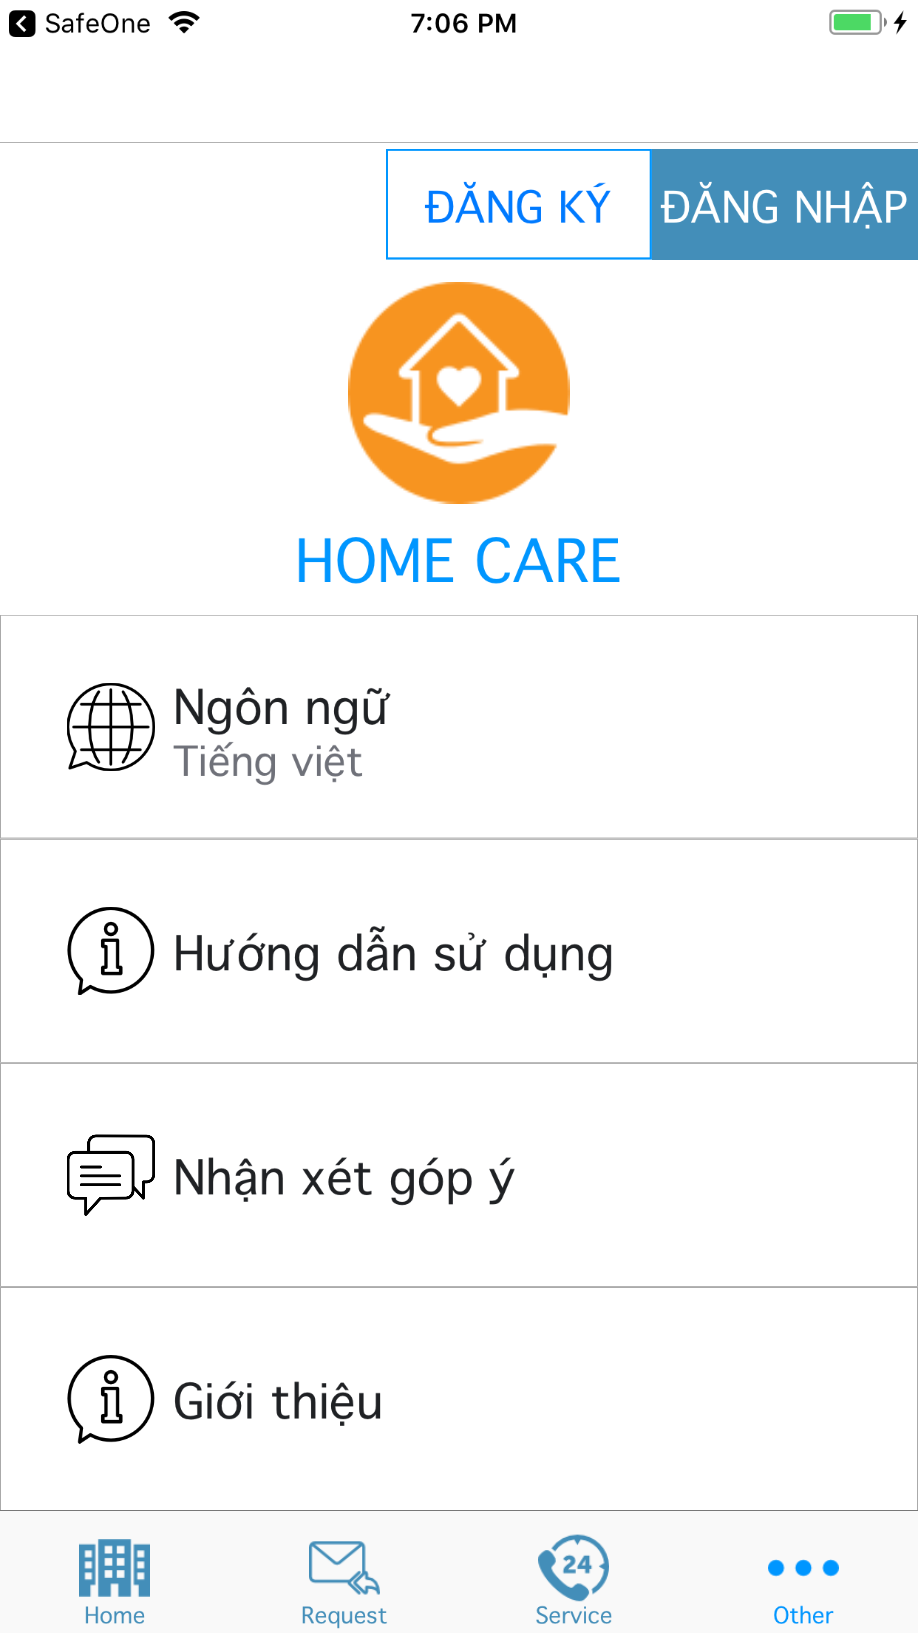 SafeOne
7:06 PM
ĐĂNG KÝ
ĐĂNG NHẬP
HOME CARE
Ngôn ngữ
Tiếng việt
Hướng dẫn sử dụng
Nhận xét góp ý
Giới thiệu
24
Home
Request
Service
Other